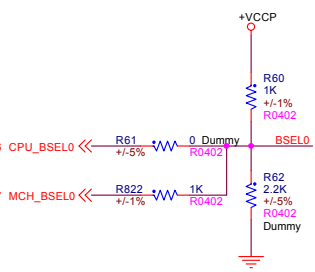 +VCCP
R60
1K
+/-1%
R0402
CPU_BSEL0
R61
+/-5%
0 Dummy
R0402
BSEL0
MCH_BSEL0
R822
+/-1%
1K
R0402
R62
2.2K
+/-5%
R0402
Dummy